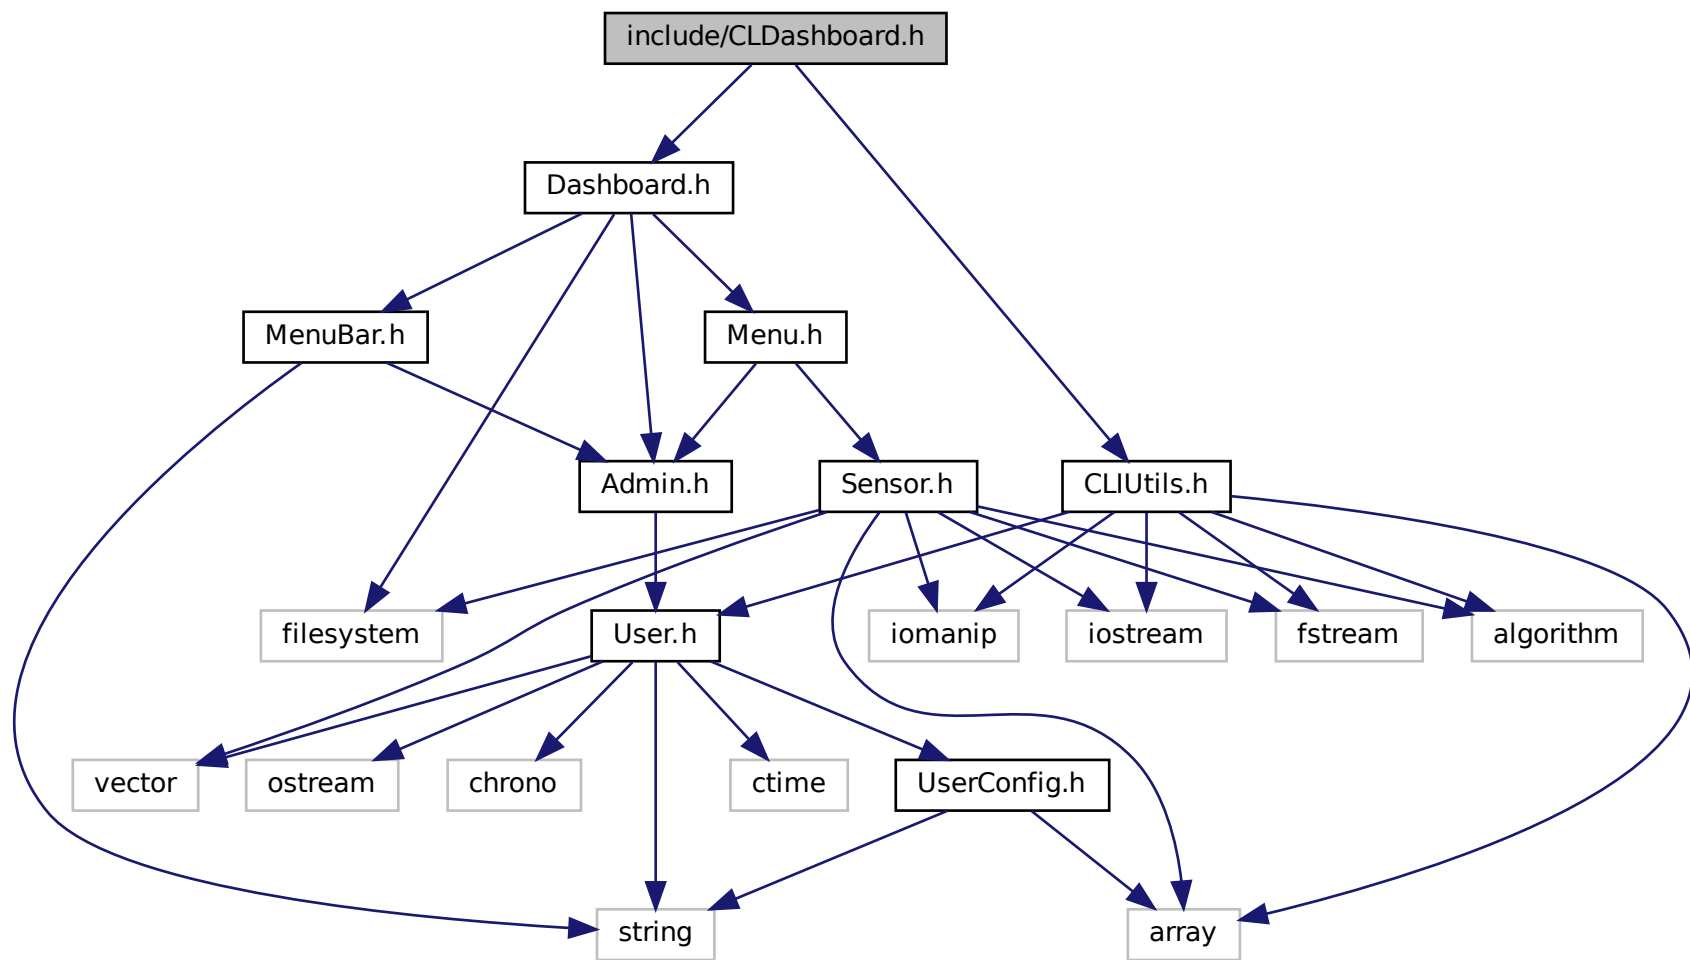 include/CLDashboard.h
Dashboard.h
MenuBar.h
Menu.h
Admin.h
Sensor.h
CLIUtils.h
filesystem
User.h
iomanip
iostream
fstream
algorithm
vector
ostream
chrono
ctime
UserConfig.h
string
array